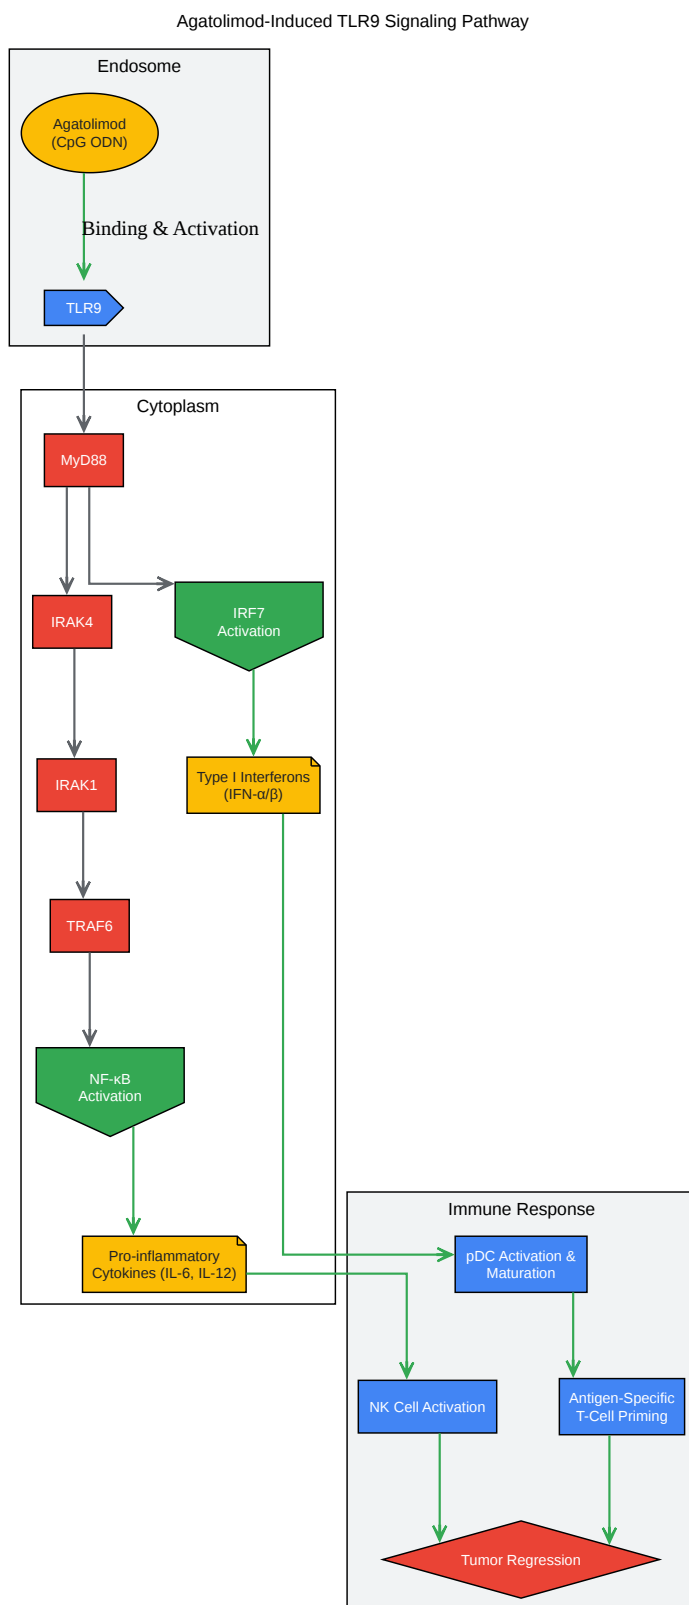 Agatolimod-Induced TLR9 Signaling Pathway
Endosome
Agatolimod
(CpG ODN)
Binding & Activation
TLR9
Cytoplasm
MyD88
IRAK4
IRF7
Activation
IRAK1
Type I Interferons
(IFN-α/β)
TRAF6
NF-κB
Activation
Pro-inflammatory
Cytokines (IL-6, IL-12)
Immune Response
pDC Activation &
Maturation
NK Cell Activation
Antigen-Specific
T-Cell Priming
Tumor Regression